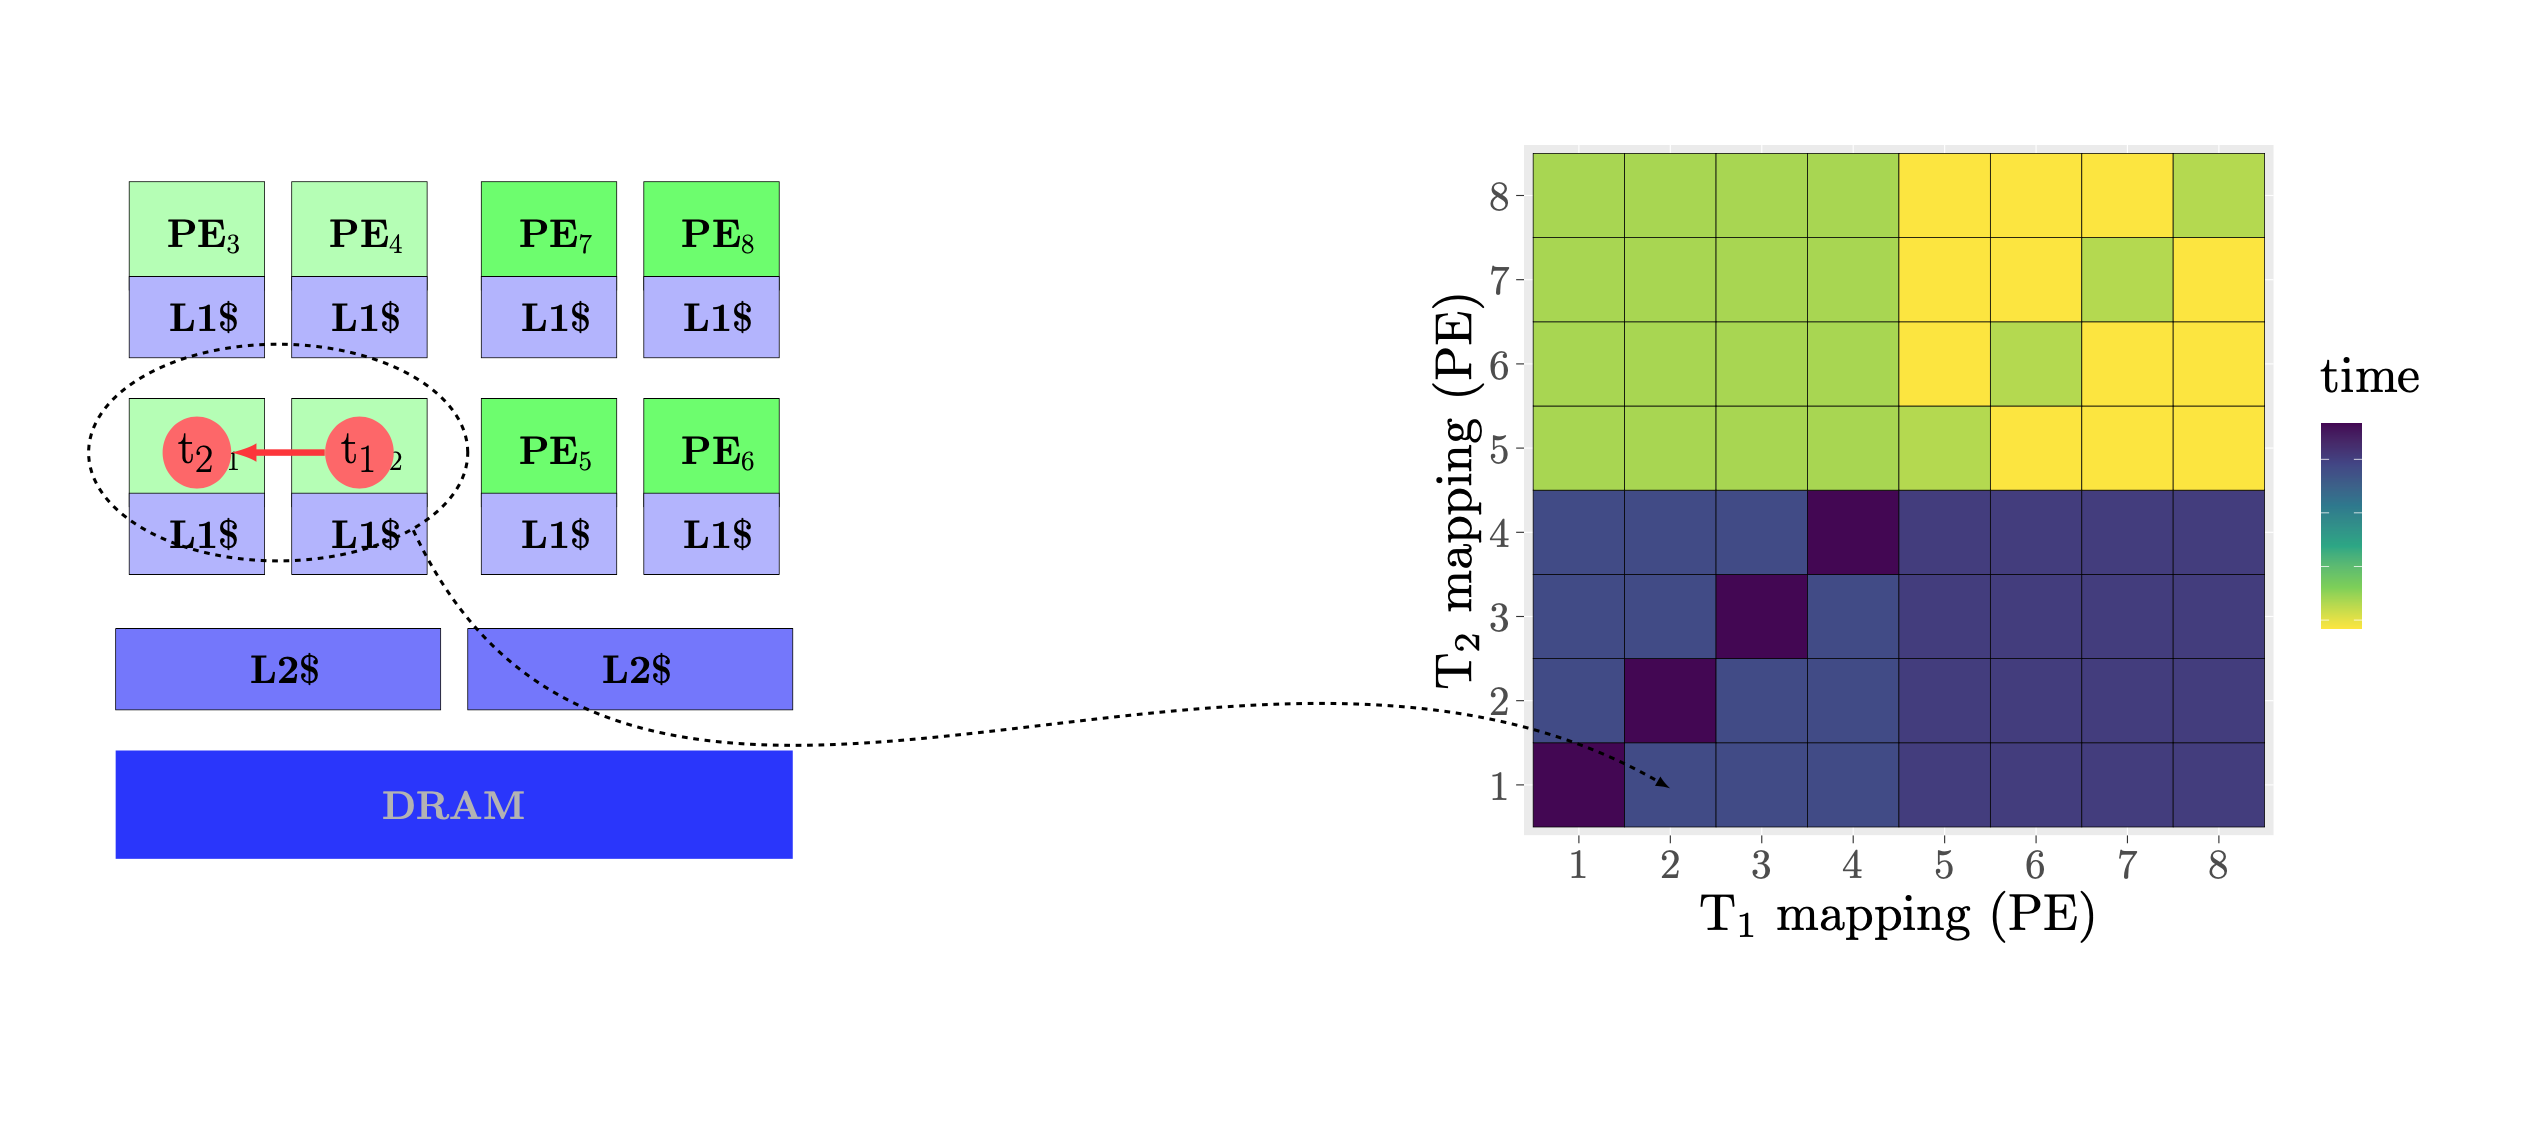 PE₃ PE₄ PE₇ PE₈
L1$ L1$ L1$ L1$
t₂ ₁ t₁ ₂ PE₅ PE₆
L1$ L1$ L1$ L1$
L2$ L2$
DRAM
T₂ mapping (PE)
8
7
6
5
4
3
2
1
1 2 3 4 5 6 7 8
T₁ mapping (PE)
time